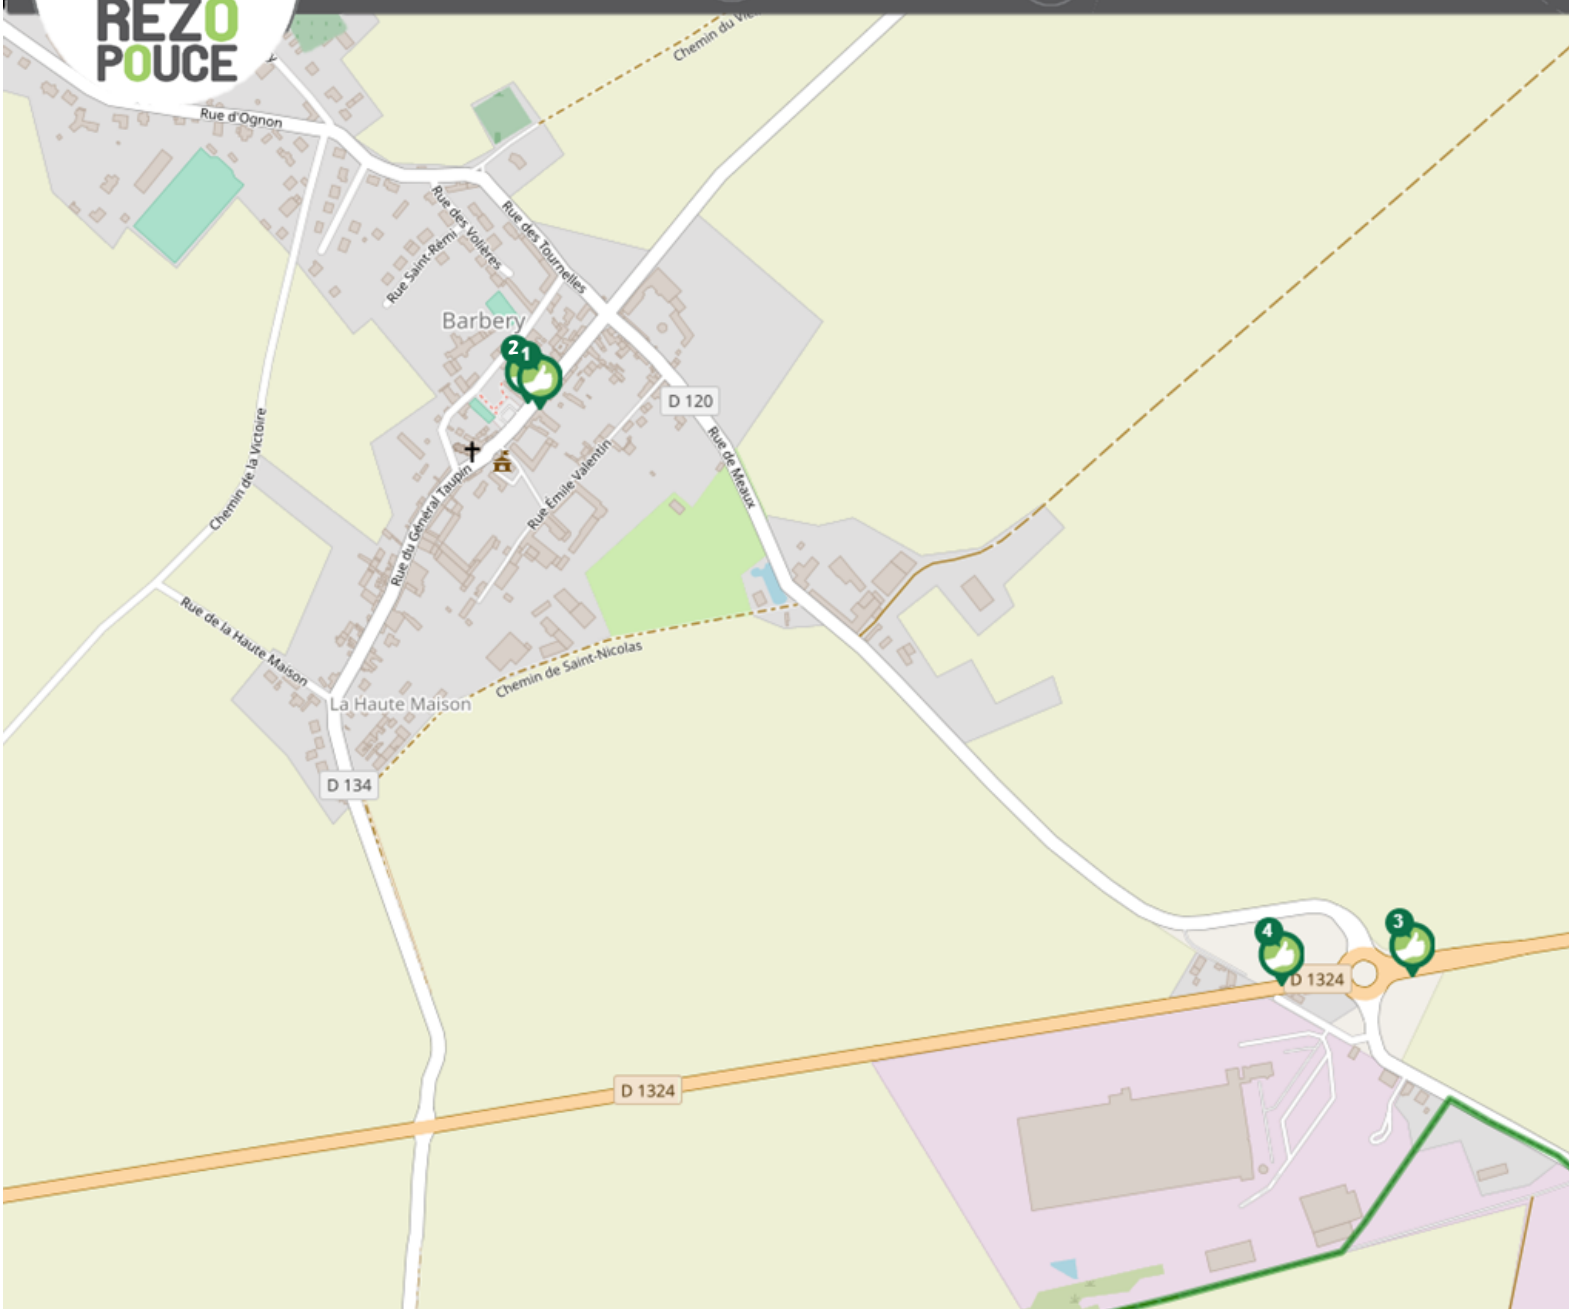 REZO
POUCE
Chemin du
Rue d'Ognon
Rue des Volières
Rue des Tournelles
Rue Saint-Rémi
Barbery
2
1
D 120
Chemin de la Victoire
Rue de Meaux
Rue du Général Taupin
Rue Émile Valentin
Rue de la Haute Maison
Chemin de Saint-Nicolas
La Haute Maison
D 134
3
4
D 1324
D 1324